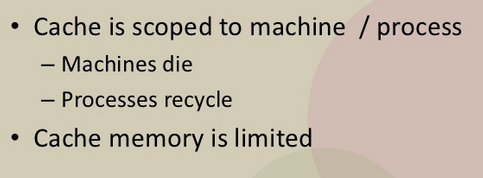 • Cache is scoped to machine / process
– Machines die
– Processes recycle
• Cache memory is limited